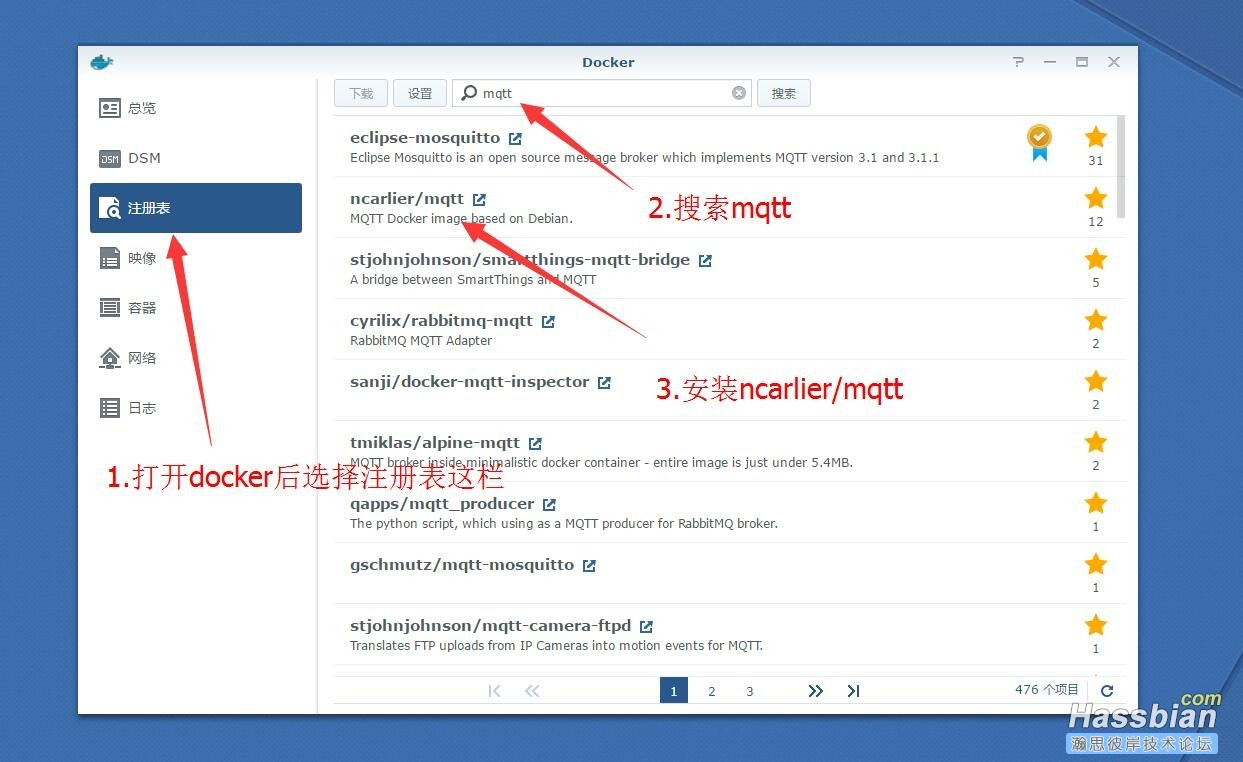 Docker
总览
DSM
DSM
注册表
映像
容器
网络
日志
下载
设置
mqtt
搜索
eclipse-mosquitto
Eclipse Mosquitto is an open source message broker which implements MQTT version 3.1 and 3.1.1
31
ncarlier/mqtt
MQTT Docker image based on Debian.
12
stjohnjohnson/smartthings-mqtt-bridge
A bridge between SmartThings and MQTT
5
cyrilix/rabbitmq-mqtt
RabbitMQ MQTT Adapter
2
sanji/docker-mqtt-inspector
2
tmiklas/alpine-mqtt
MQTT broker inside minimalistic docker container - entire image is just under 5.4MB.
2
qapps/mqtt_producer
The python script, which using as a MQTT producer for RabbitMQ broker.
1
gschmutz/mqtt-mosquitto
1
stjohnjohnson/mqtt-camera-ftpd
Translates FTP uploads from IP Cameras into motion events for MQTT.
1
1 2 3
476 个项目
1.打开docker后选择注册表这栏
2.搜索mqtt
3.安装ncarlier/mqtt
Hassbian.com
瀚思彼岸技术论坛